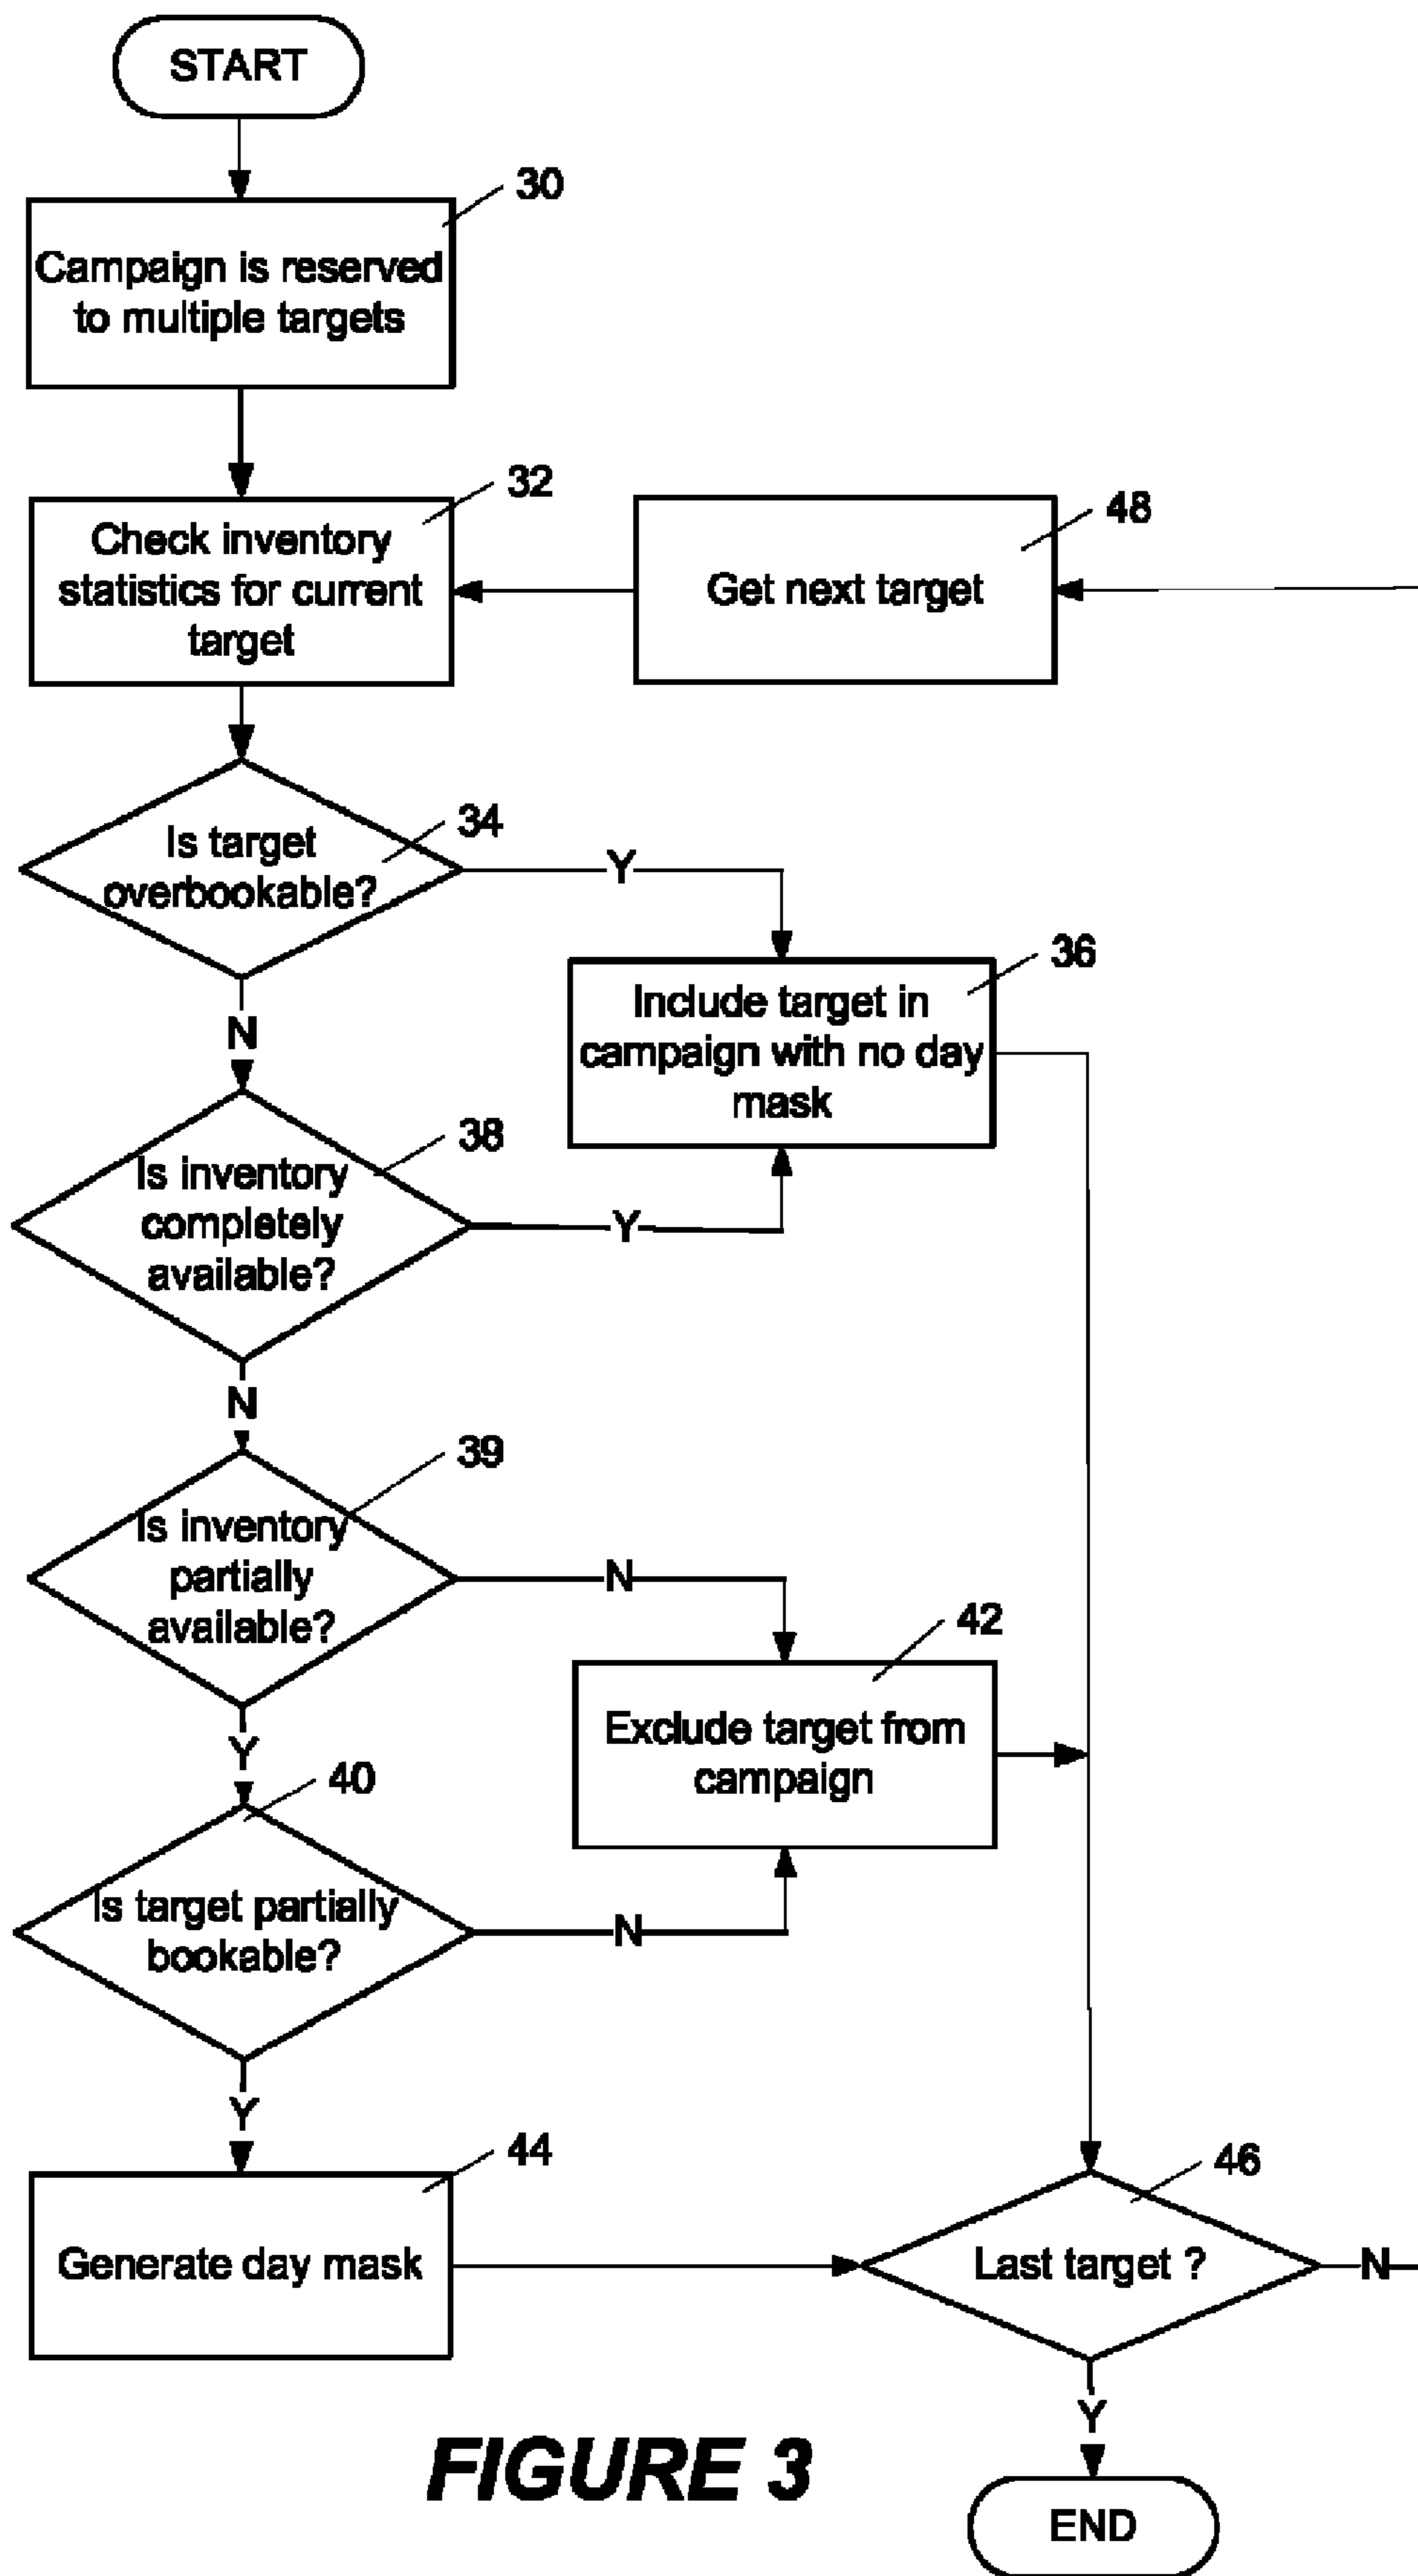 START
30
Campaign is reserved
to multiple targets
32
Check inventory
statistics for current
target
48
Get next target
34
Is target
overbookable?
Y
36
Include target in
campaign with no day
mask
N
38
Is inventory
completely
available?
Y
N
39
Is inventory
partially
available?
N
42
Exclude target from
campaign
Y
40
Is target partially
bookable?
N
Y
44
Generate day mask
46
Last target ?
N
Y
FIGURE 3
END